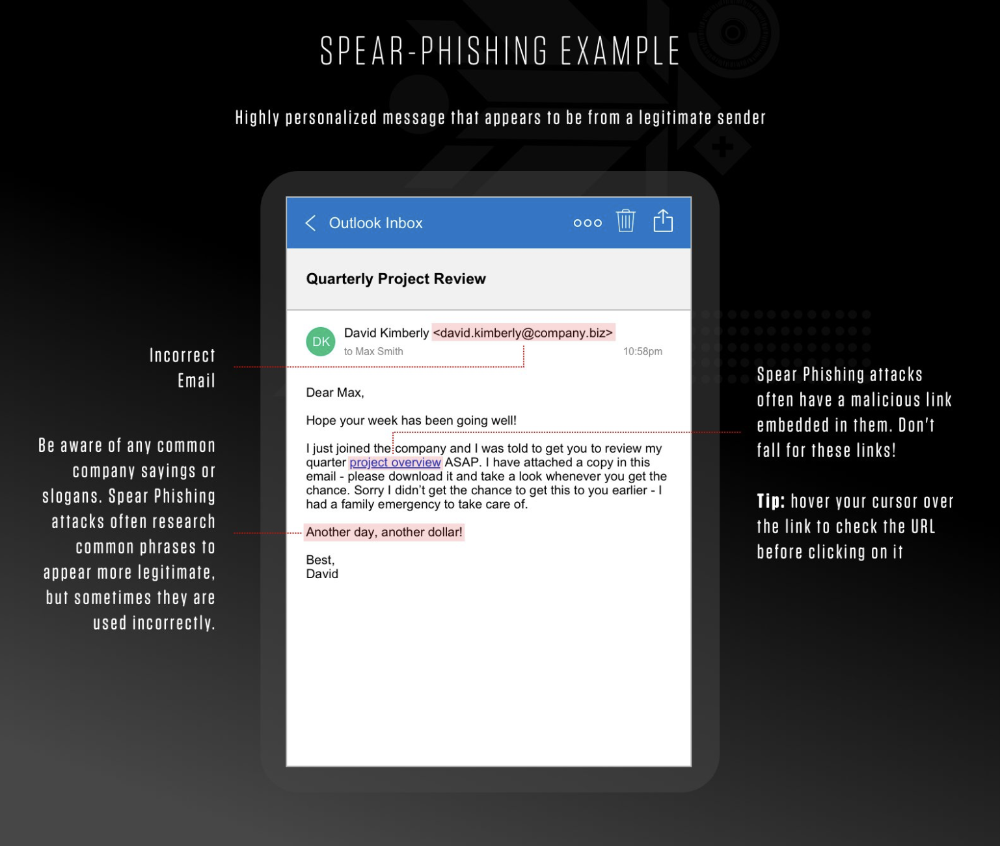 SPEAR-PHISHING EXAMPLE
Highly personalized message that appears to be from a legitimate sender
Outlook Inbox
Quarterly Project Review
DK
David Kimberly <david.kimberly@company.biz>
to Max Smith
10:58pm
Dear Max,
Hope your week has been going well!
I just joined the company and I was told to get you to review my
quarter project overview ASAP. I have attached a copy in this
email - please download it and take a look whenever you get the
chance. Sorry I didn't get the chance to get this to you earlier - I
had a family emergency to take care of.
Another day, another dollar!
Best,
David
Incorrect
Email
Be aware of any common
company sayings or
slogans. Spear Phishing
attacks often research
common phrases to
appear more legitimate,
but sometimes they are
used incorrectly.
Spear Phishing attacks
often have a malicious link
embedded in them. Don't
fall for these links!
Tip: hover your cursor over
the link to check the URL
before clicking on it